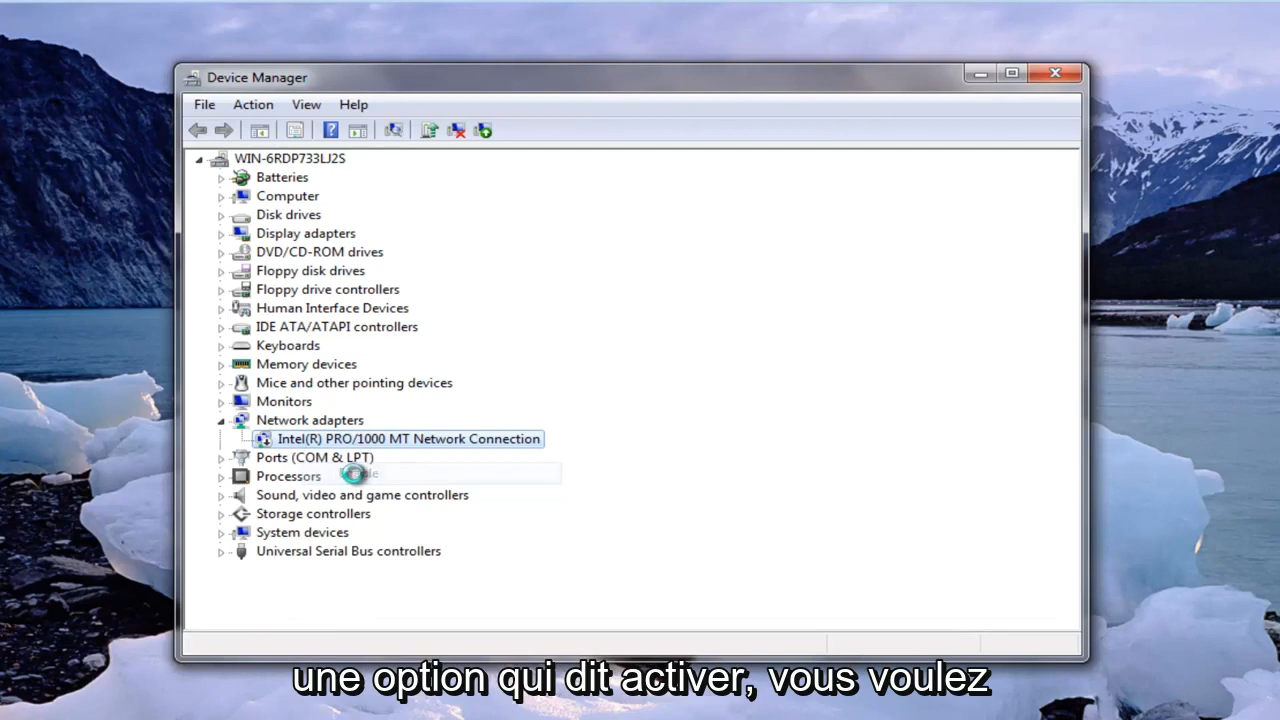 Device Manager
File Action View Help
WIN-6RDP733LJ2S
Batteries
Computer
Disk drives
Display adapters
DVD/CD-ROM drives
Floppy disk drives
Floppy drive controllers
Human Interface Devices
IDE ATA/ATAPI controllers
Keyboards
Memory devices
Mice and other pointing devices
Monitors
Network adapters
Intel(R) PRO/1000 MT Network Connection
Ports (COM & LPT)
Processors
Sound, video and game controllers
Storage controllers
System devices
Universal Serial Bus controllers
une option qui dit activer, vous voulez